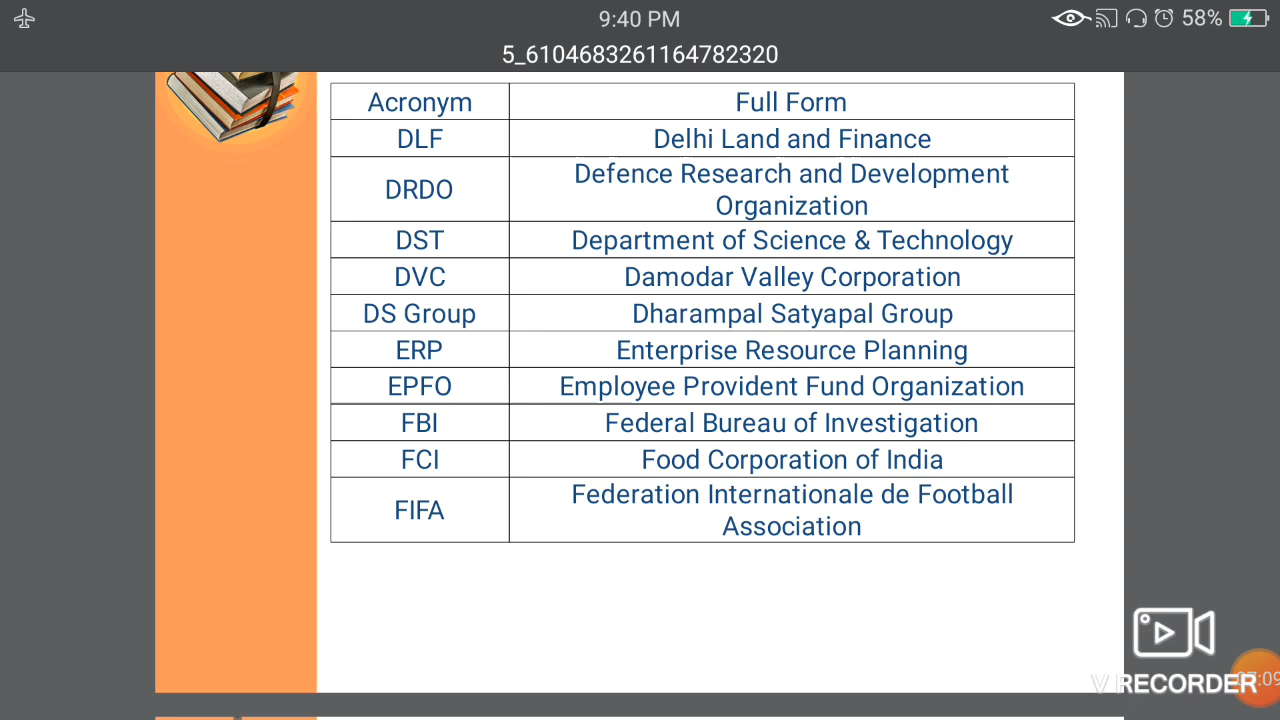 9:40 PM
58%
5_6104683261164782320
Acronym Full Form
DLF Delhi Land and Finance
DRDO Defence Research and Development
Organization
DST Department of Science & Technology
DVC Damodar Valley Corporation
DS Group Dharampal Satyapal Group
ERP Enterprise Resource Planning
EPFO Employee Provident Fund Organization
FBI Federal Bureau of Investigation
FCI Food Corporation of India
FIFA Federation Internationale de Football
Association
V RECORDER